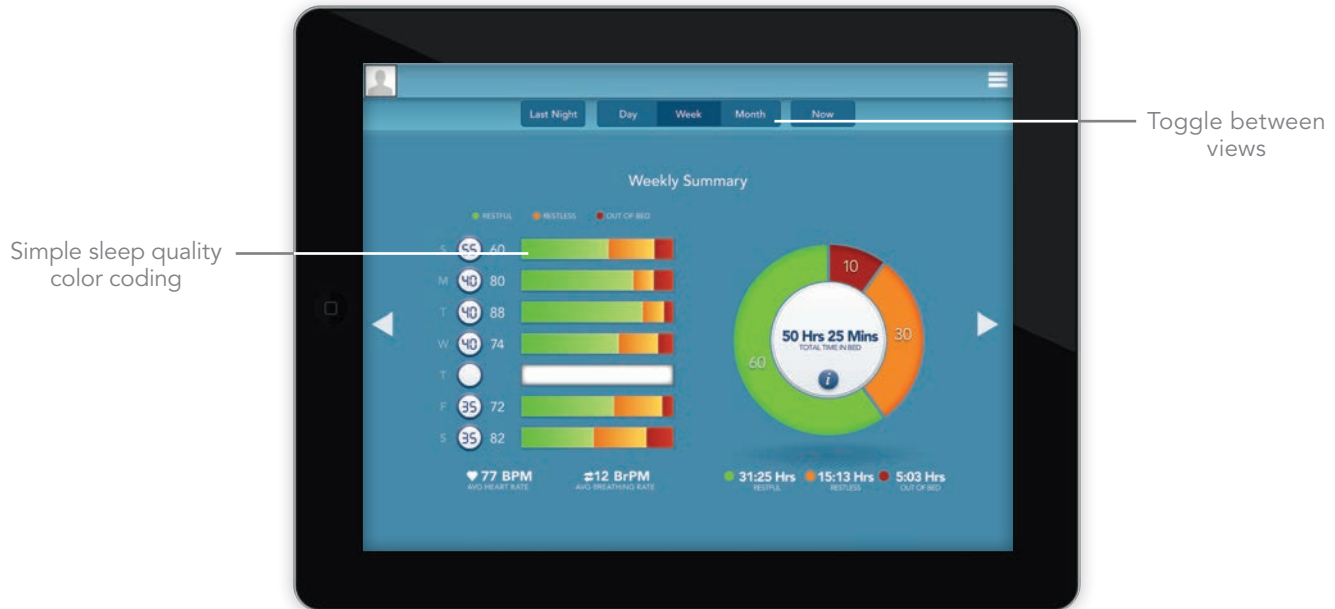 Last Night
Day
Week
Month
Now
Toggle between
views
Weekly Summary
RESTFUL
RESTLESS
OUT OF BED
Simple sleep quality
color coding
S 55 60
M 40 80
T 40 88
W 40 74
T
F 35 72
S 35 82
10
30
60
50 Hrs 25 Mins
TOTAL TIME IN BED
i
77 BPM
AVG HEART RATE
12 BrPM
AVG BREATHING RATE
31:25 Hrs
RESTFUL
15:13 Hrs
RESTLESS
5:03 Hrs
OUT OF BED